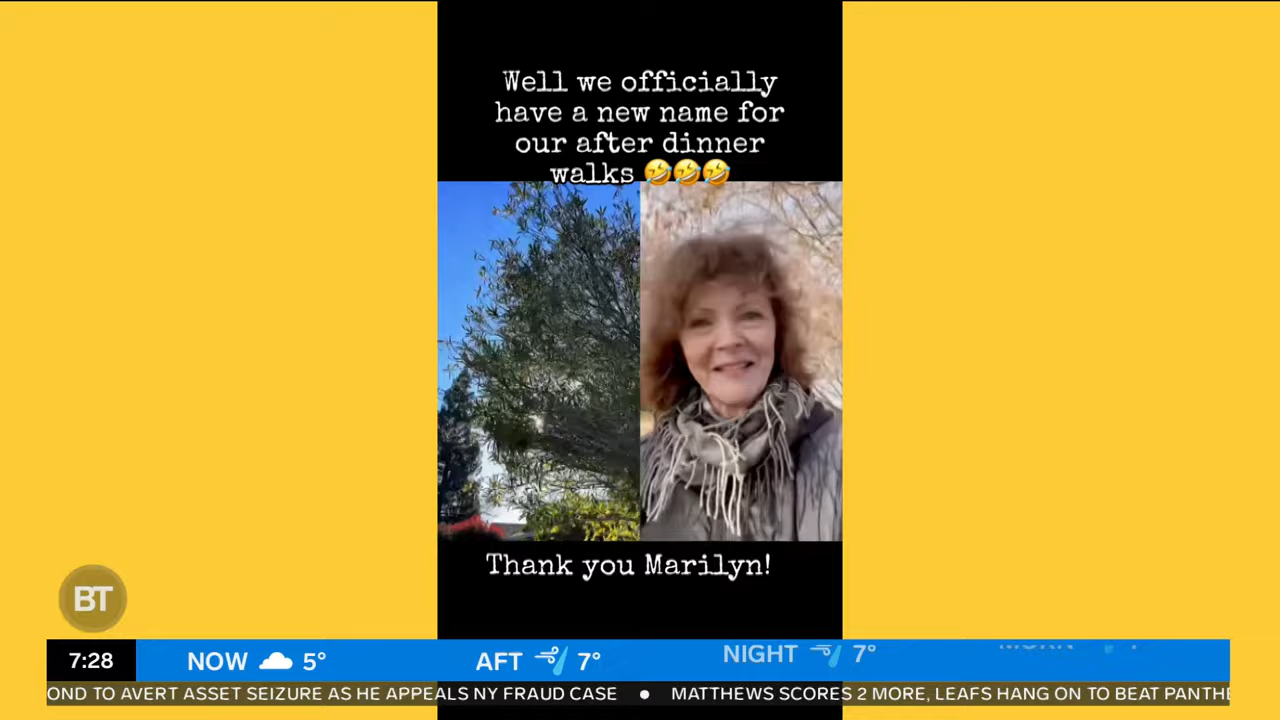 Well we officially
have a new name for
our after dinner
walks 🤣🤣🤣
Thank you Marilyn!
BT
7:28 NOW 5° AFT 7° NIGHT 7°
OND TO AVERT ASSET SEIZURE AS HE APPEALS NY FRAUD CASE • MATTHEWS SCORES 2 MORE, LEAFS HANG ON TO BEAT PANTHE